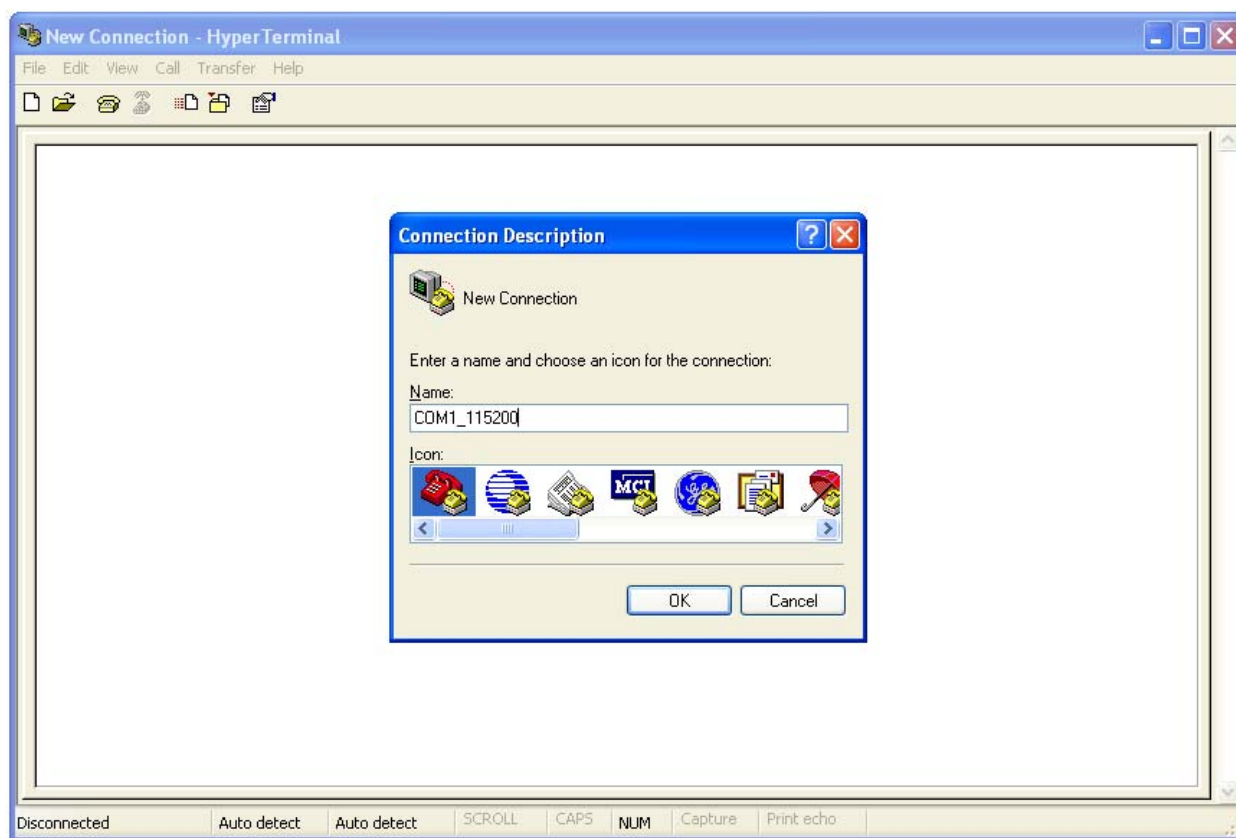 New Connection - HyperTerminal
File Edit View Call Transfer Help
Connection Description
New Connection
Enter a name and choose an icon for the connection:
Name:
COM1_115200
Icon:
MCI
OK Cancel
Disconnected Auto detect Auto detect SCROLL CAPS NUM Capture Print echo